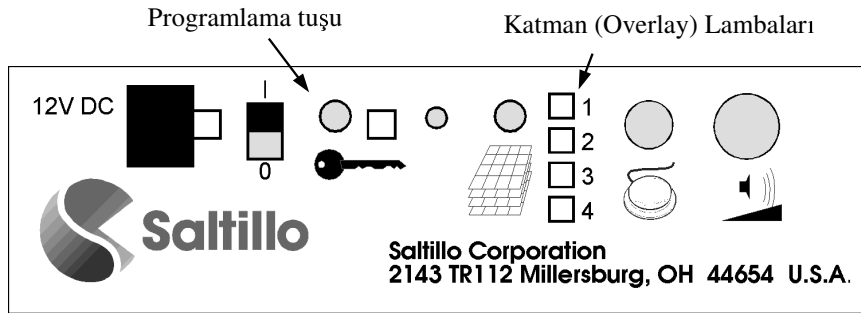 Programlama tuşu
Katman (Overlay) Lambaları
12V DC
I
0
1
2
3
4
Saltillo
Saltillo Corporation
2143 TR112 Millersburg, OH 44654 U.S.A.